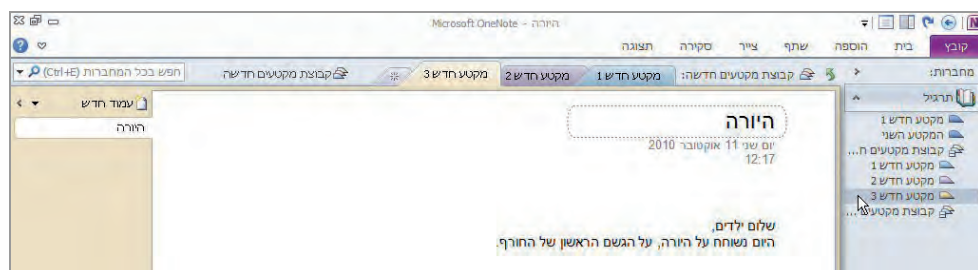 היורה - Microsoft OneNote
קובץ בית הוספה שתף צייר סקירה תצוגה
מחברות:
קבוצת מקטעים חדשה: מקטע חדש 1 מקטע חדש 2 מקטע חדש 3 קבוצת מקטעים חדשה
חפש בכל המחברות (Ctrl+E)
תרגיל
מקטע חדש 1
המקטע השני
קבוצת מקטעים ח...
מקטע חדש 1
מקטע חדש 2
מקטע חדש 3
קבוצת מקטעים...
היורה
יום שני 11 אוקטובר 2010
12:17
שלום ילדים,
היום נשוחח על היורה, על הגשם הראשון של החורף.
עמוד חדש
היורה